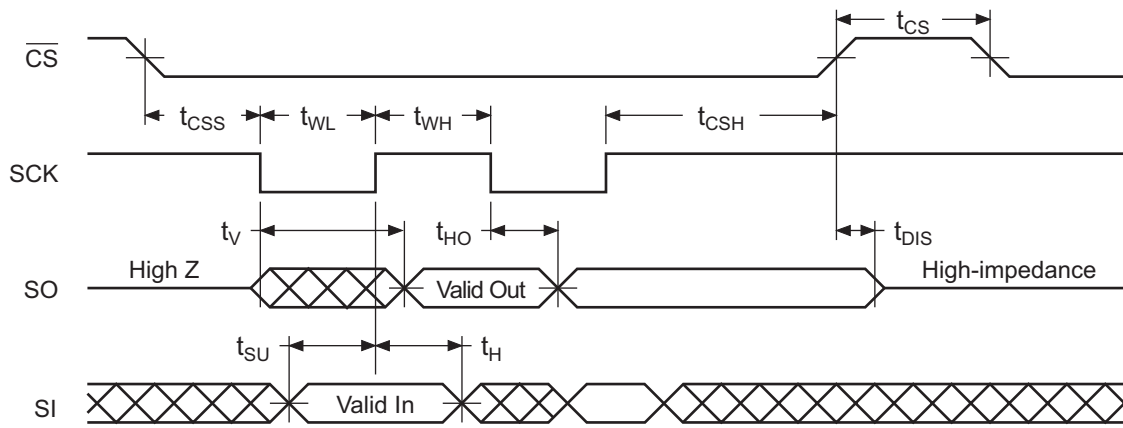 t_CS
C̅S̅
t_CSS t_WL t_WH t_CSH
SCK
t_V t_HO t_DIS
High Z High-impedance
SO Valid Out
t_SU t_H
SI Valid In